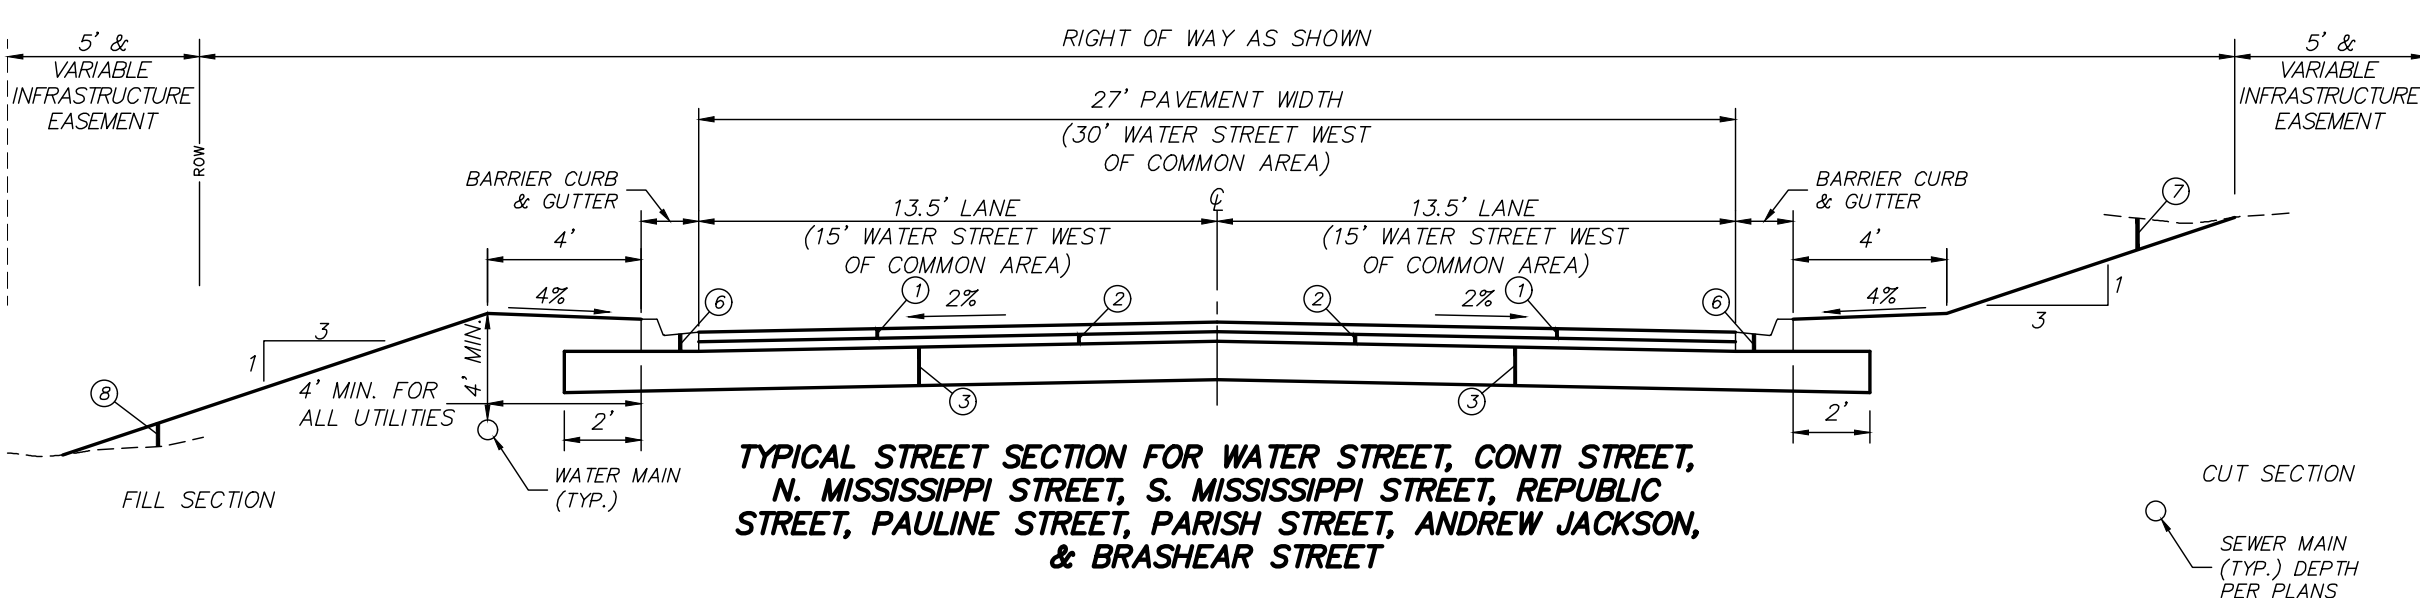 RIGHT OF WAY AS SHOWN
5' &
VARIABLE
INFRASTRUCTURE
EASEMENT
5' &
VARIABLE
INFRASTRUCTURE
EASEMENT
ROW
27' PAVEMENT WIDTH
(30' WATER STREET WEST
OF COMMON AREA)
BARRIER CURB
& GUTTER
BARRIER CURB
& GUTTER
℄
13.5' LANE
(15' WATER STREET WEST
OF COMMON AREA)
13.5' LANE
(15' WATER STREET WEST
OF COMMON AREA)
7
4'
4'
4%
6
1
2%
2
2
2%
1
6
4%
3
1
1
3
4' MIN.
4' MIN. FOR
ALL UTILITIES
8
3
3
2'
2'
WATER MAIN
(TYP.)
FILL SECTION
TYPICAL STREET SECTION FOR WATER STREET, CONTI STREET,
N. MISSISSIPPI STREET, S. MISSISSIPPI STREET, REPUBLIC
STREET, PAULINE STREET, PARISH STREET, ANDREW JACKSON,
& BRASHEAR STREET
CUT SECTION
SEWER MAIN
(TYP.) DEPTH
PER PLANS